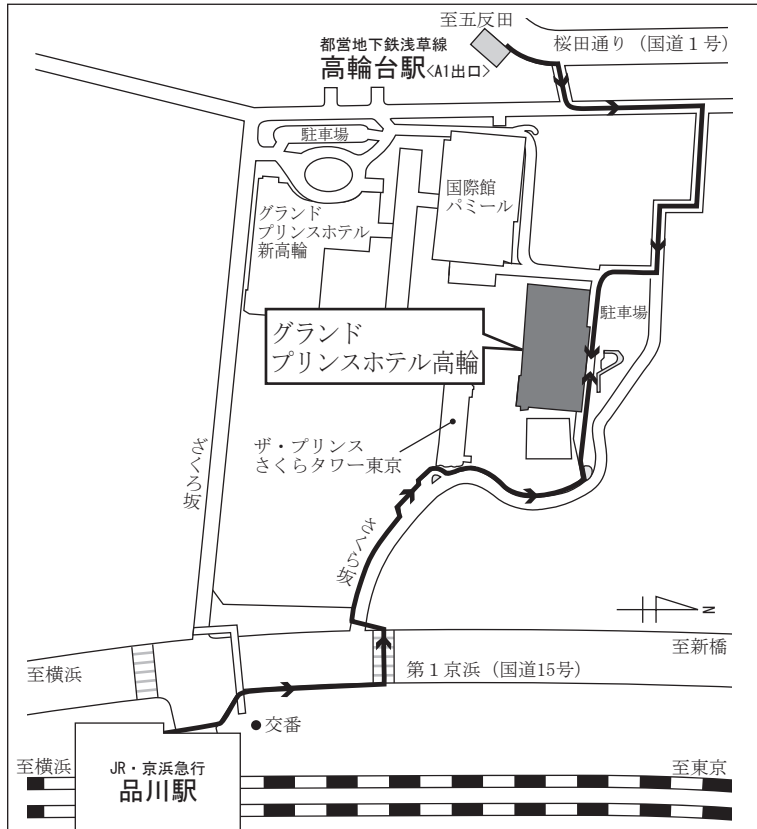 至五反田
桜田通り（国道１号）
都営地下鉄浅草線
高輪台駅<A1出口>
駐車場
国際館
パミール
グランド
プリンスホテル
新高輪
駐車場
グランド
プリンスホテル高輪
ザ・プリンス
さくらタワー東京
ざくろ坂
さくら坂
N
至新橋
至横浜
第１京浜（国道15号）
交番
至横浜
JR・京浜急行
品川駅
至東京